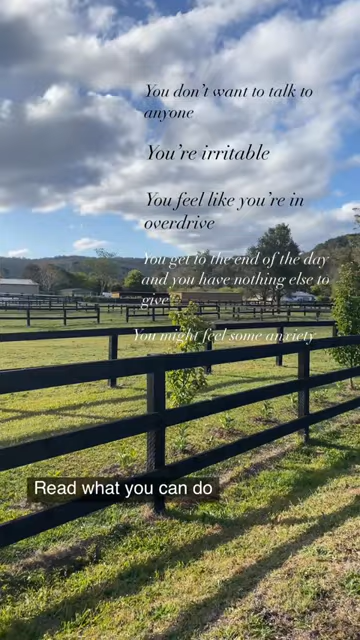 You don't want to talk to
anyone
You're irritable
You feel like you're in
overdrive
You get to the end of the day
and you have nothing else to
give
You might feel some anxiety
Read what you can do